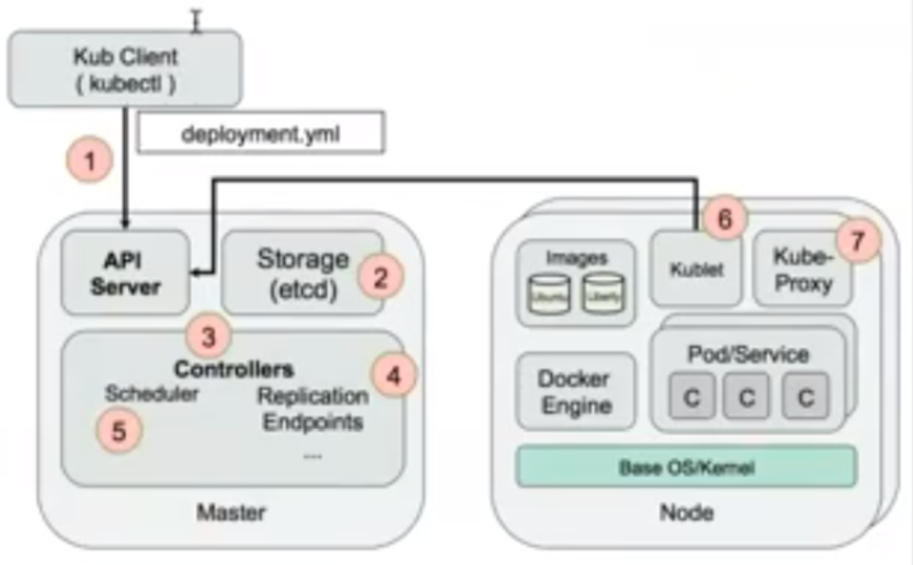 Kub Client
( kubectl )
deployment.yml
1
API
Server
Storage
(etcd)
2
3
Controllers
4
Scheduler
Replication
Endpoints
5
...
Master
6
7
Images
Ubuntu
Liberty
Kublet
Kube-
Proxy
Docker
Engine
Pod/Service
C C C
Base OS/Kernel
Node